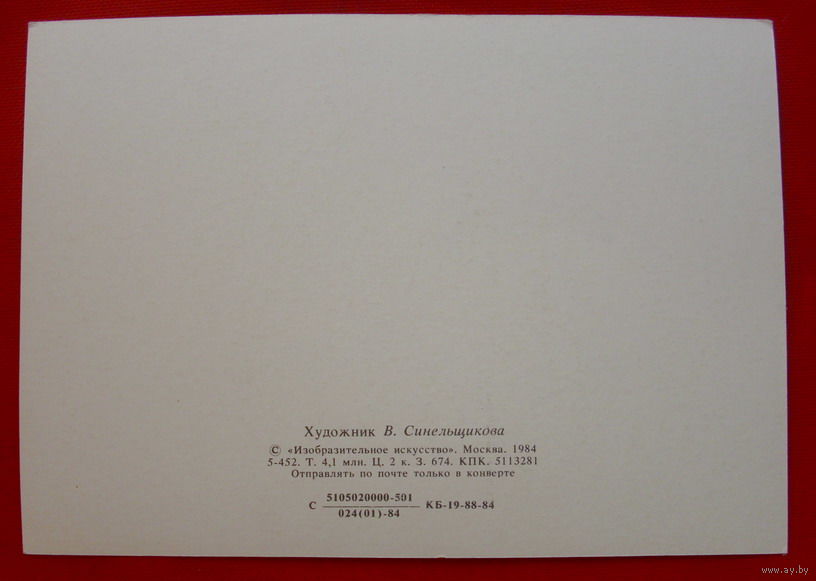 Художник В. Синельщикова
© «Изобразительное искусство». Москва. 1984
5-452. Т. 4,1 млн. Ц. 2 к. З. 674. КПК. 5113281
Отправлять по почте только в конверте
5105020000-501
С КБ-19-88-84
024(01)-84
www.ay.by